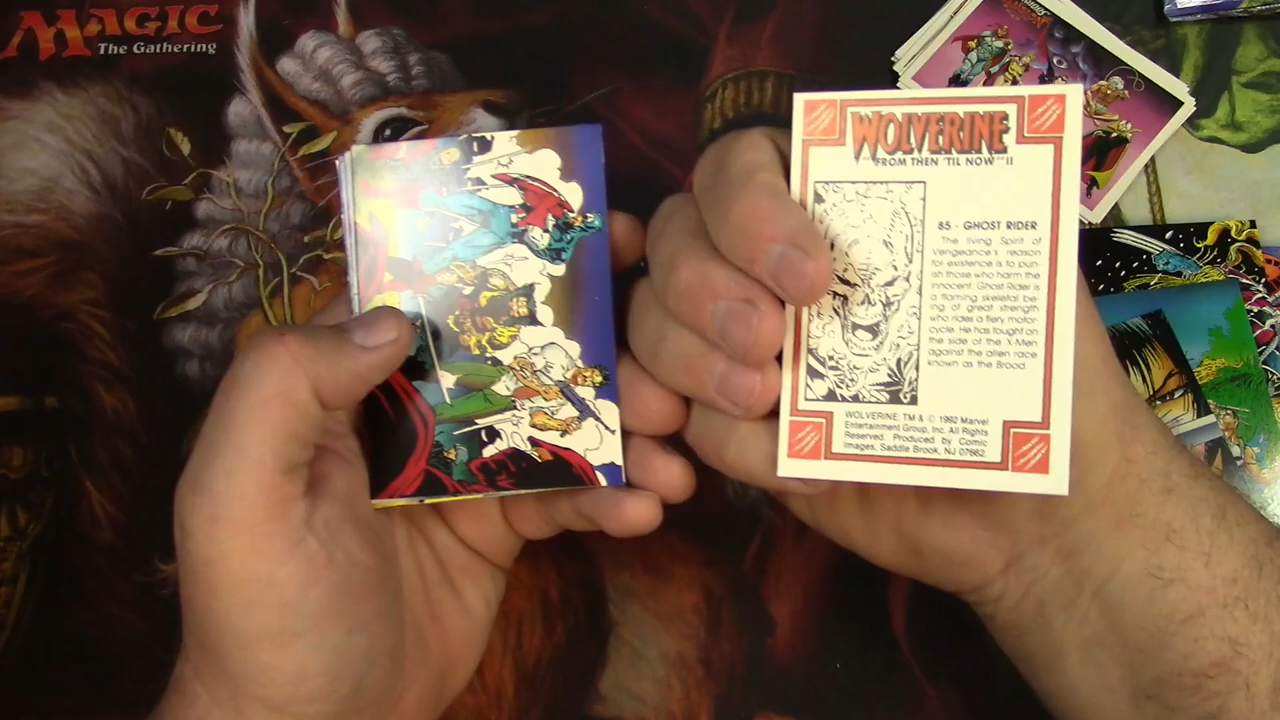 MAGIC
The Gathering
WOLVERINE
"FROM THEN 'TIL NOW" II
85 - GHOST RIDER
The living Spirit of
Vengeance's reason
for existence is to pun-
ish those who harm the
innocent. Ghost Rider is
a flaming skeletal be-
ing of great strength
who rides a fiery motor-
cycle. He has fought on
the side of the X-Men
against the alien race
known as the Brood
WOLVERINE: TM & © 1992 Marvel
Entertainment Group, Inc. All Rights
Reserved. Produced by Comic
Images, Saddle Brook, NJ 07662.